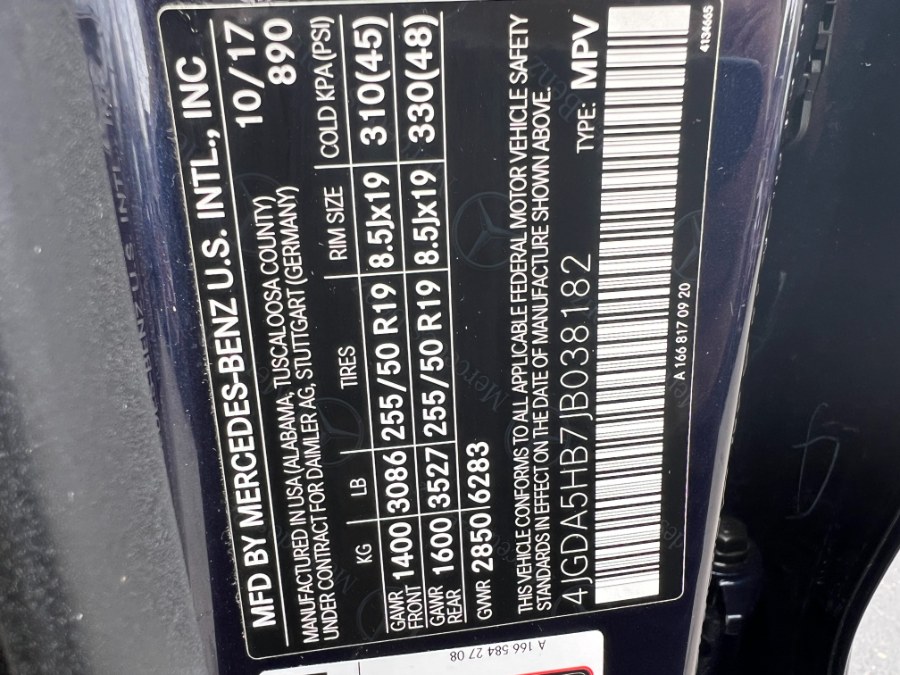 MFD BY MERCEDES-BENZ U.S. INTL., INC
MANUFACTURED IN USA (ALABAMA, TUSCALOOSA COUNTY) 10/17
UNDER CONTRACT FOR DAIMLER AG, STUTTGART (GERMANY) 890
KG LB TIRES RIM SIZE COLD KPA (PSI)
GAWR FRONT 1400 3086 255/50 R19 8.5Jx19 310(45)
GAWR REAR 1600 3527 255/50 R19 8.5Jx19 330(48)
GWR 2850 6283
THIS VEHICLE CONFORMS TO ALL APPLICABLE FEDERAL MOTOR VEHICLE SAFETY
STANDARDS IN EFFECT ON THE DATE OF MANUFACTURE SHOWN ABOVE.
4JGDA5HB7JB038182 TYPE: MPV
A 166 817 09 20 4134665
A 166 584 27 08